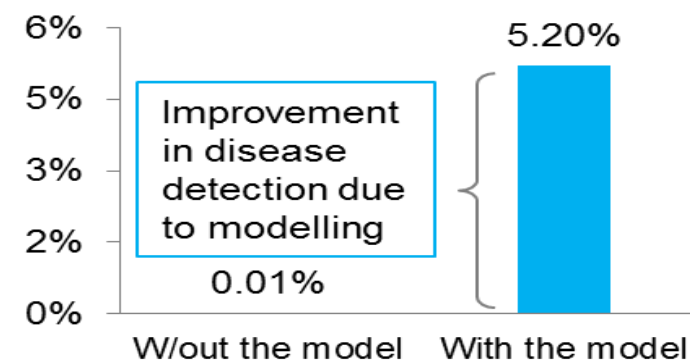 6%
5.20%
5%
Improvement
in disease
3%
detection due
to modelling
2%
0.01%
0%
W/out the model
With the model